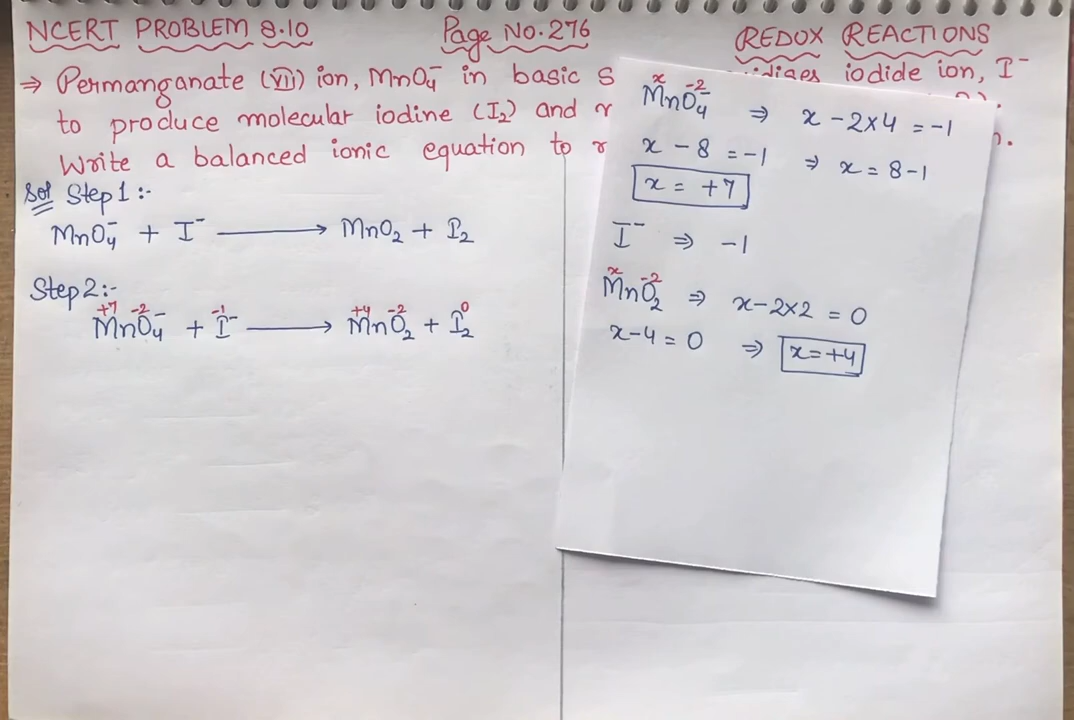 NCERT PROBLEM 8.10 Page No. 276 REDOX REACTIONS
⇒ Permanganate (VII) ion, MnO₄⁻ in basic s idises iodide ion, I⁻
to produce molecular iodine (I₂) and
Write a balanced ionic equation to
Sol Step 1:-
MnO₄⁻ + I⁻ ⟶ MnO₂ + I₂
Step 2:-
+7 -2 -1 +4 -2 0
MnO₄⁻ + I⁻ ⟶ MnO₂ + I₂
x -2
MnO₄⁻ ⇒ x - 2×4 = -1
x - 8 = -1 ⇒ x = 8-1
x = +7
I⁻ ⇒ -1
x -2
MnO₂ ⇒ x-2×2 = 0
x-4 = 0 ⇒ x=+4